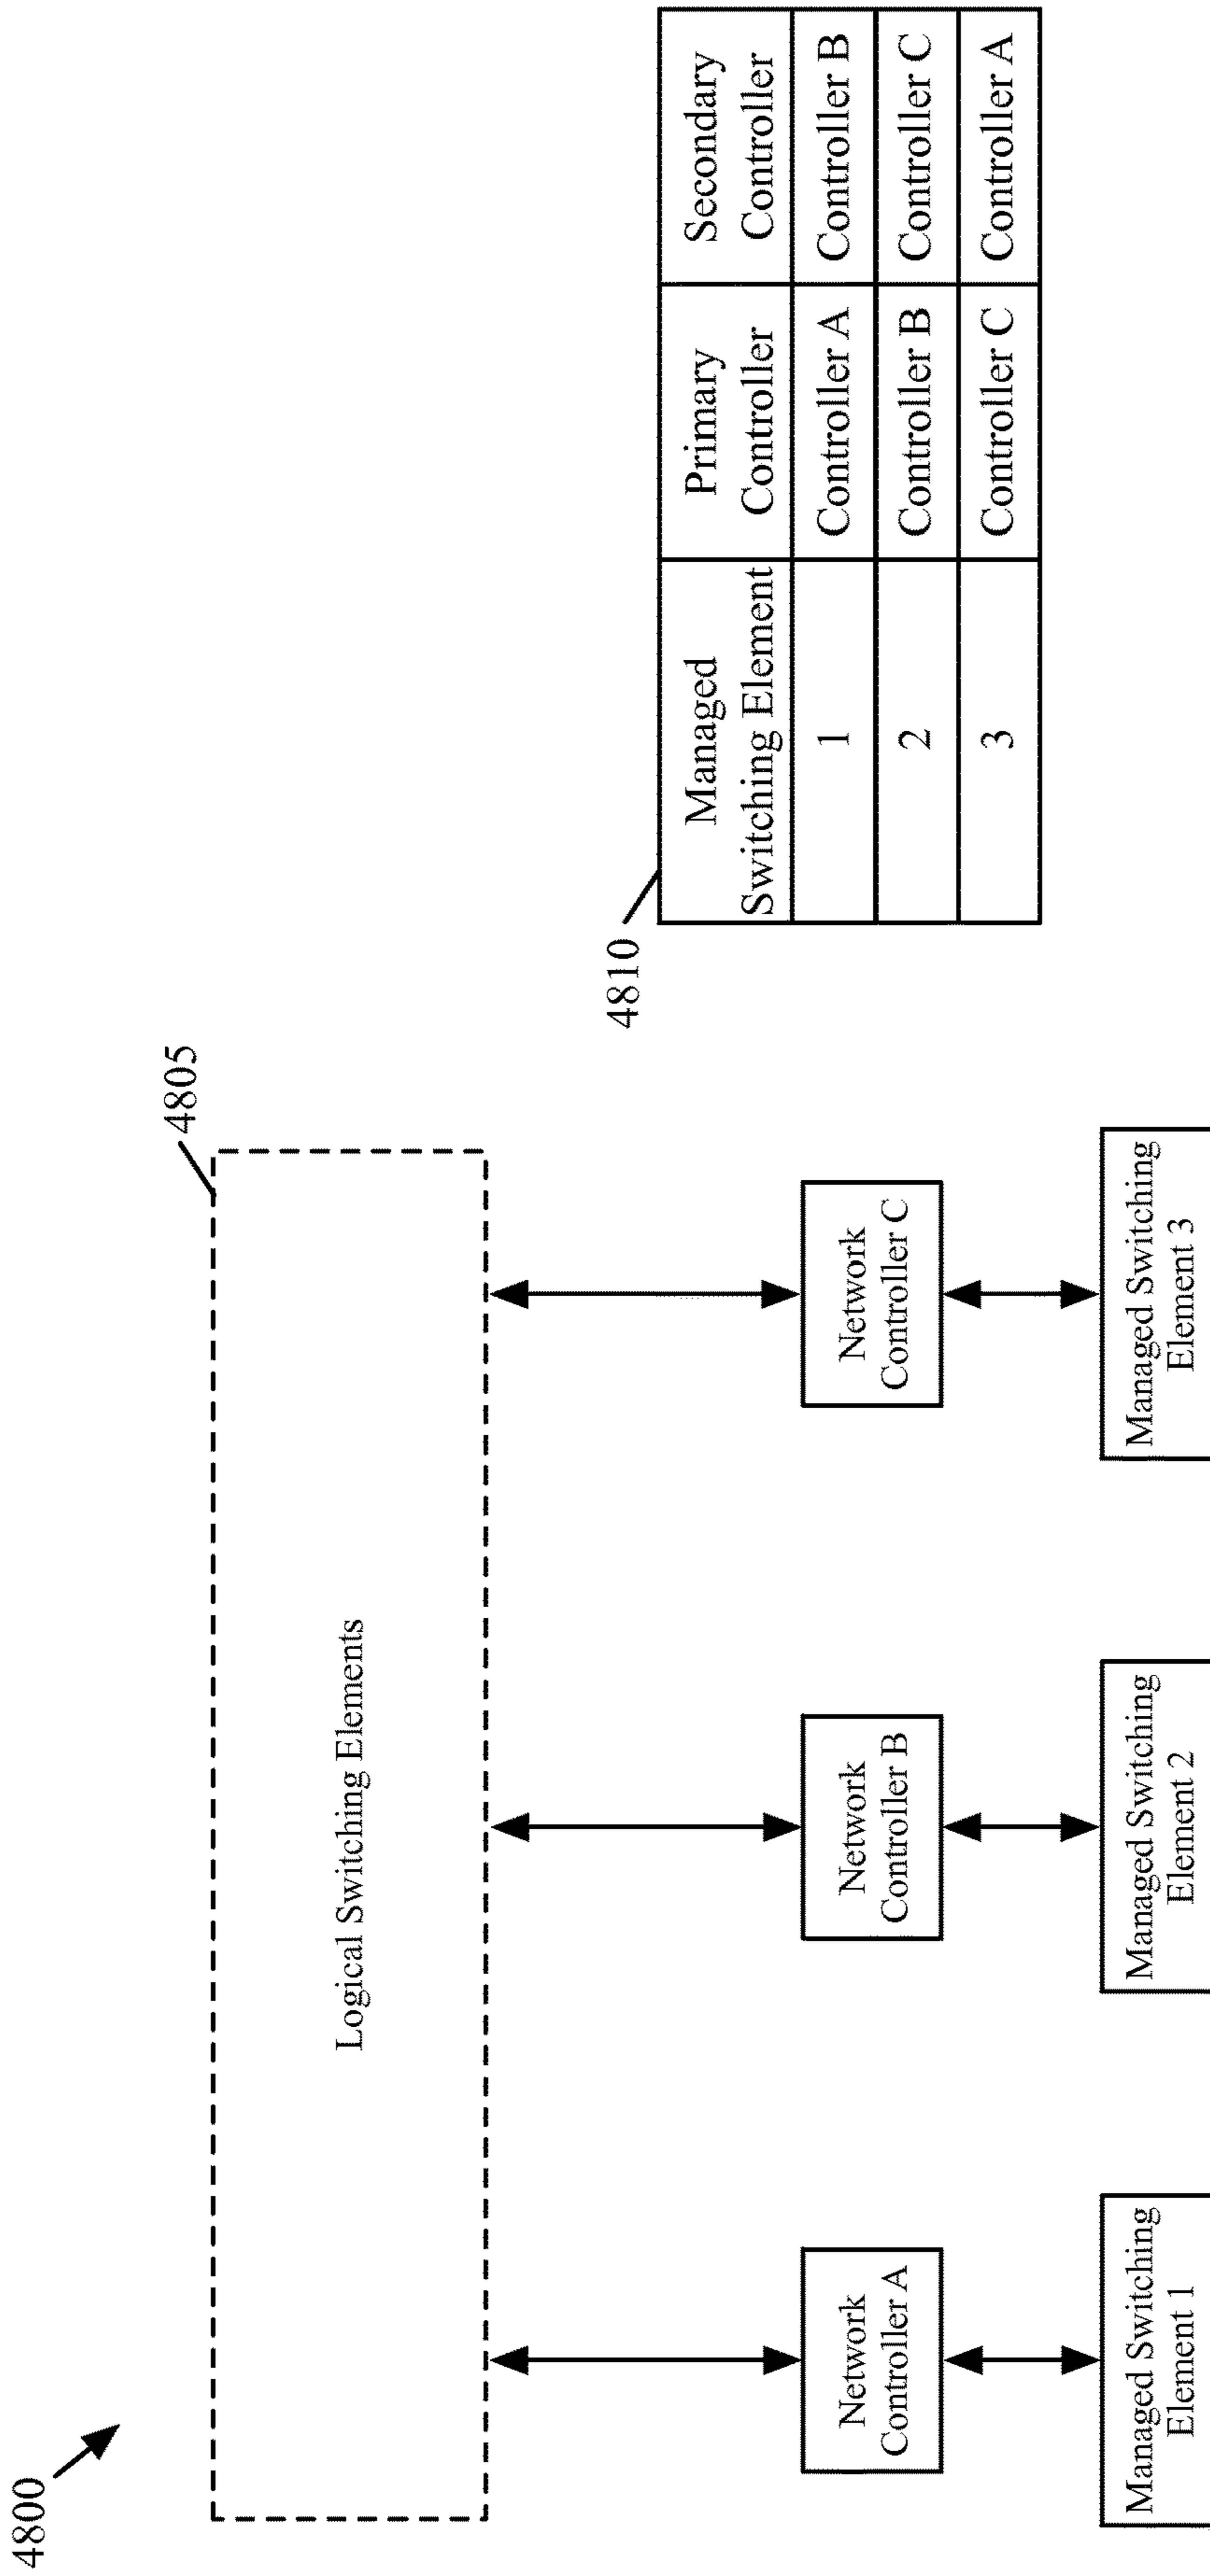 4800
4805
Logical Switching Elements
Network
Controller A
Network
Controller B
Network
Controller C
Managed Switching
Element 1
Managed Switching
Element 2
Managed Switching
Element 3
4810
Managed
Switching Element
Primary
Controller
Secondary
Controller
1
Controller A
Controller B
2
Controller B
Controller C
3
Controller C
Controller A